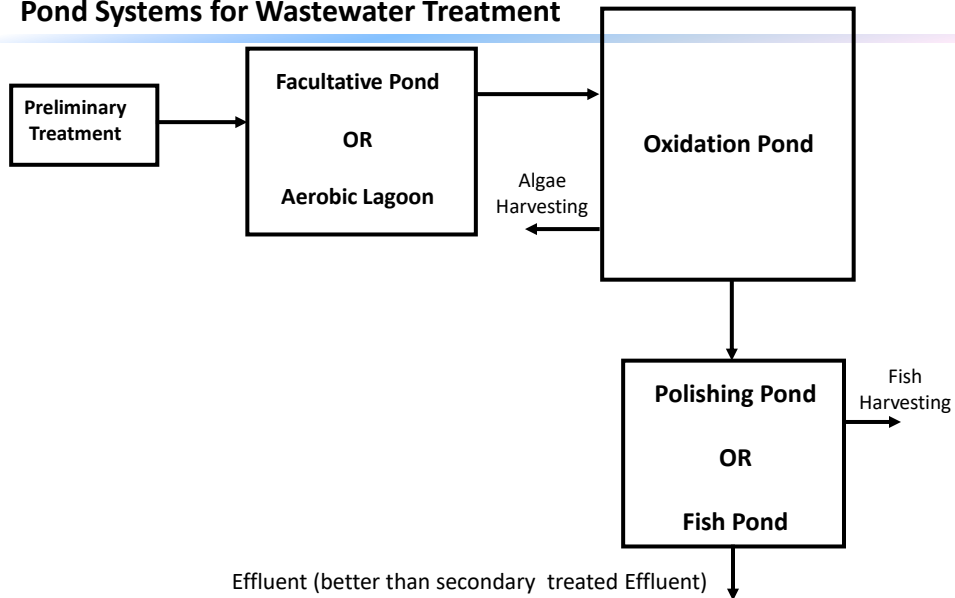 Pond Systems for Wastewater Treatment
Preliminary
Treatment
Facultative Pond
OR
Aerobic Lagoon
Oxidation Pond
Algae
Harvesting
Polishing Pond
OR
Fish Pond
Fish
Harvesting
Effluent (better than secondary treated Effluent)